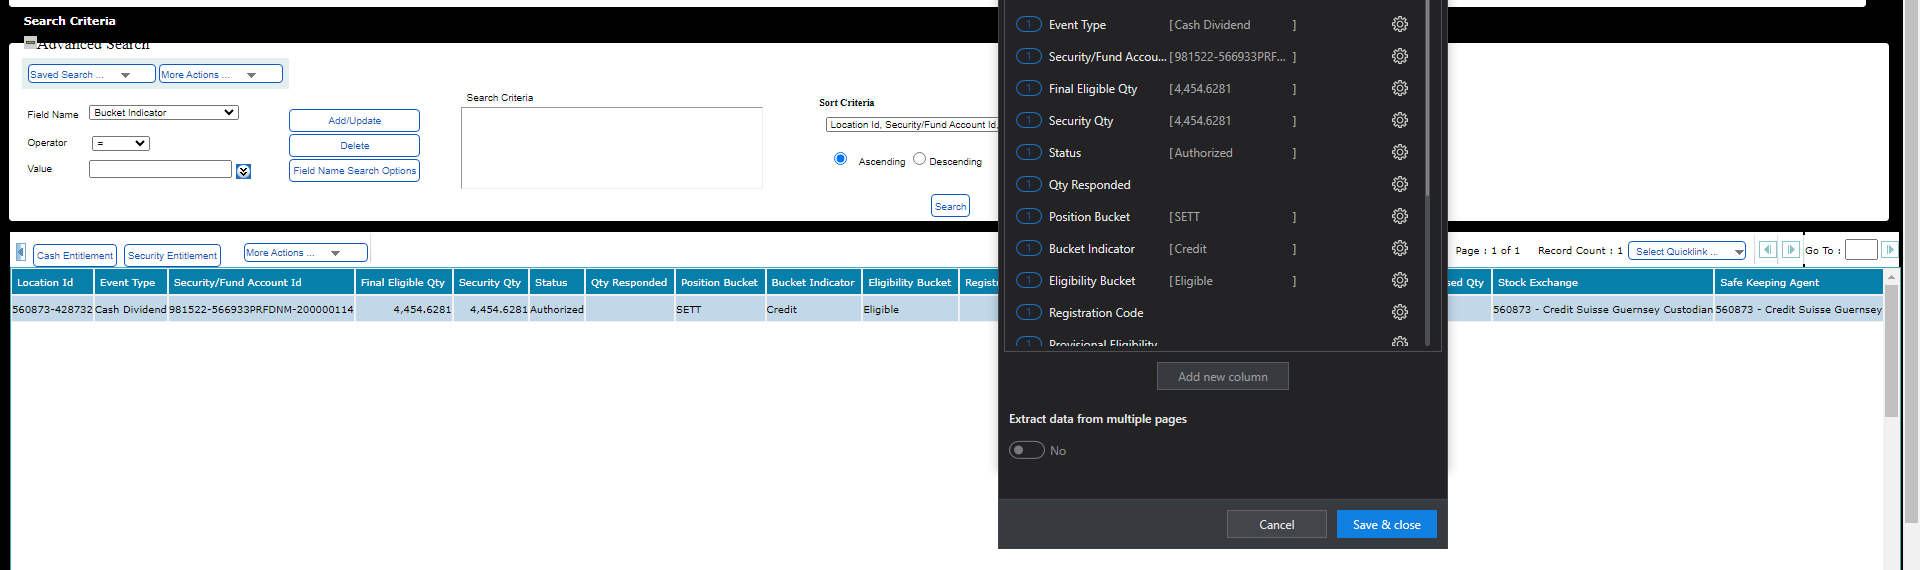 Search Criteria
Advanced Search
Saved Search ...
More Actions ...
Field Name
Bucket Indicator
Operator
=
Value
Add/Update
Delete
Field Name Search Options
Search Criteria
Sort Criteria
Location Id, Security/Fund Account Id,
Ascending
Descending
Search
Event Type [Cash Dividend ]
Security/Fund Accou... [981522-566933PRF... ]
Final Eligible Qty [4,454.6281 ]
Security Qty [4,454.6281 ]
Status [Authorized ]
Qty Responded
Position Bucket [SETT ]
Bucket Indicator [Credit ]
Eligibility Bucket [Eligible ]
Registration Code
Provisional Eligibility
Add new column
Extract data from multiple pages
No
Cancel
Save & close
Cash Entitlement
Security Entitlement
More Actions ...
Page : 1 of 1
Record Count : 1
Select Quicklink ...
Go To :
Location Id Event Type Security/Fund Account Id Final Eligible Qty Security Qty Status Qty Responded Position Bucket Bucket Indicator Eligibility Bucket Registr sed Qty Stock Exchange Safe Keeping Agent
560873-428732 Cash Dividend 981522-566933PRFDNM-200000114 4,454.6281 4,454.6281 Authorized SETT Credit Eligible 560873 - Credit Suisse Guernsey Custodian 560873 - Credit Suisse Guernsey